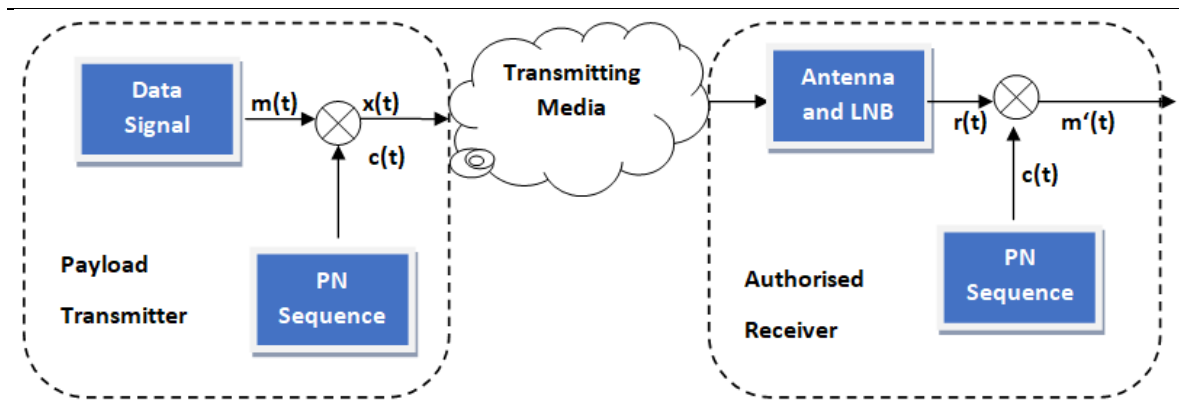 Data
Signal
m(t)
x(t)
c(t)
PN
Sequence
Payload
Transmitter
Transmitting
Media
Antenna
and LNB
r(t)
m‘(t)
c(t)
PN
Sequence
Authorised
Receiver